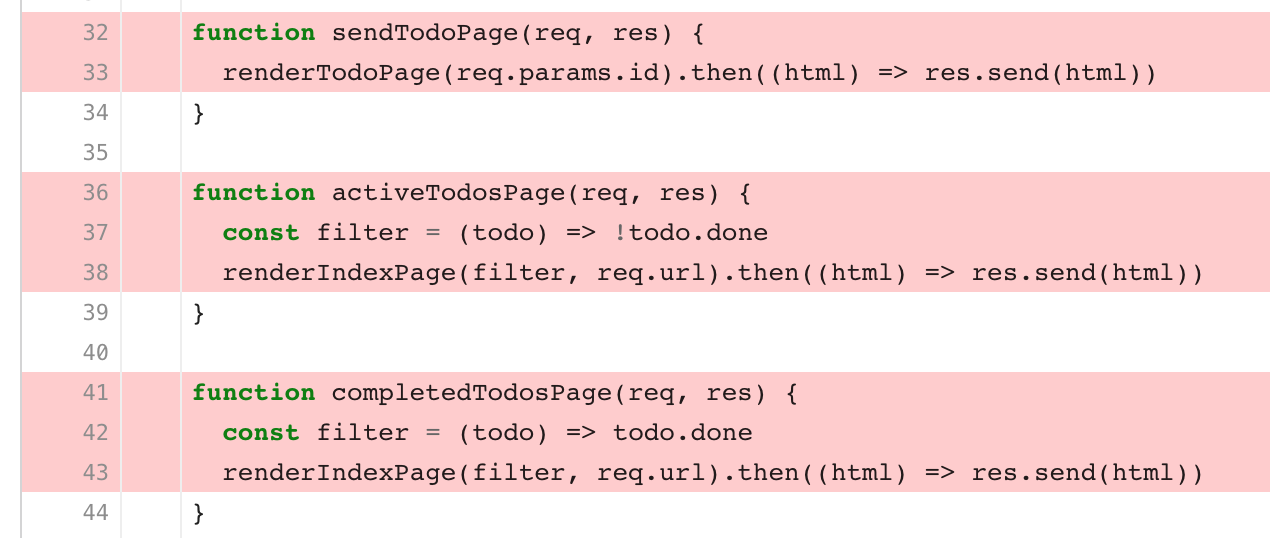 32 function sendTodoPage(req, res) {
33 renderTodoPage(req.params.id).then((html) => res.send(html))
34 }
35
36 function activeTodosPage(req, res) {
37 const filter = (todo) => !todo.done
38 renderIndexPage(filter, req.url).then((html) => res.send(html))
39 }
40
41 function completedTodosPage(req, res) {
42 const filter = (todo) => todo.done
43 renderIndexPage(filter, req.url).then((html) => res.send(html))
44 }